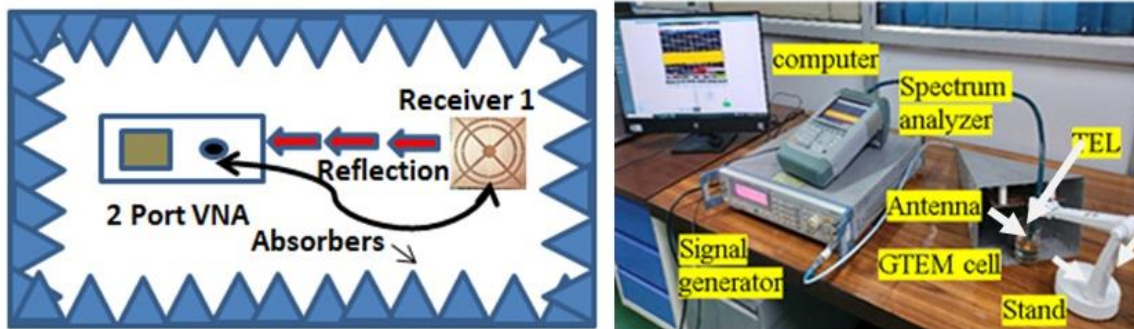 Receiver 1
Reflection
2 Port VNA
Absorbers
computer
Spectrum
analyzer
TEL
Antenna
GTEM cell
Signal
generator
Stand